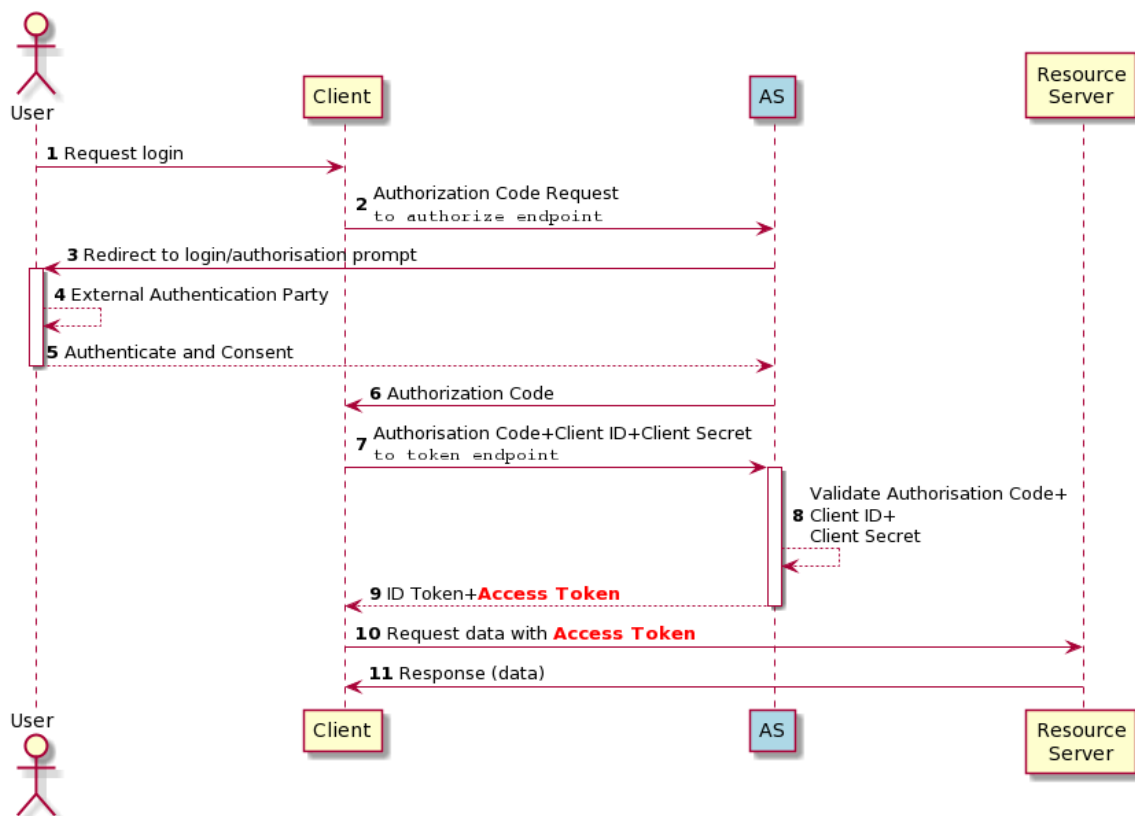 User
Client
AS
Resource
Server
1 Request login
2 Authorization Code Request
to authorize endpoint
3 Redirect to login/authorisation prompt
4 External Authentication Party
5 Authenticate and Consent
6 Authorization Code
7 Authorisation Code+Client ID+Client Secret
to token endpoint
8 Validate Authorisation Code+
Client ID+
Client Secret
9 ID Token+Access Token
10 Request data with Access Token
11 Response (data)
User
Client
AS
Resource
Server